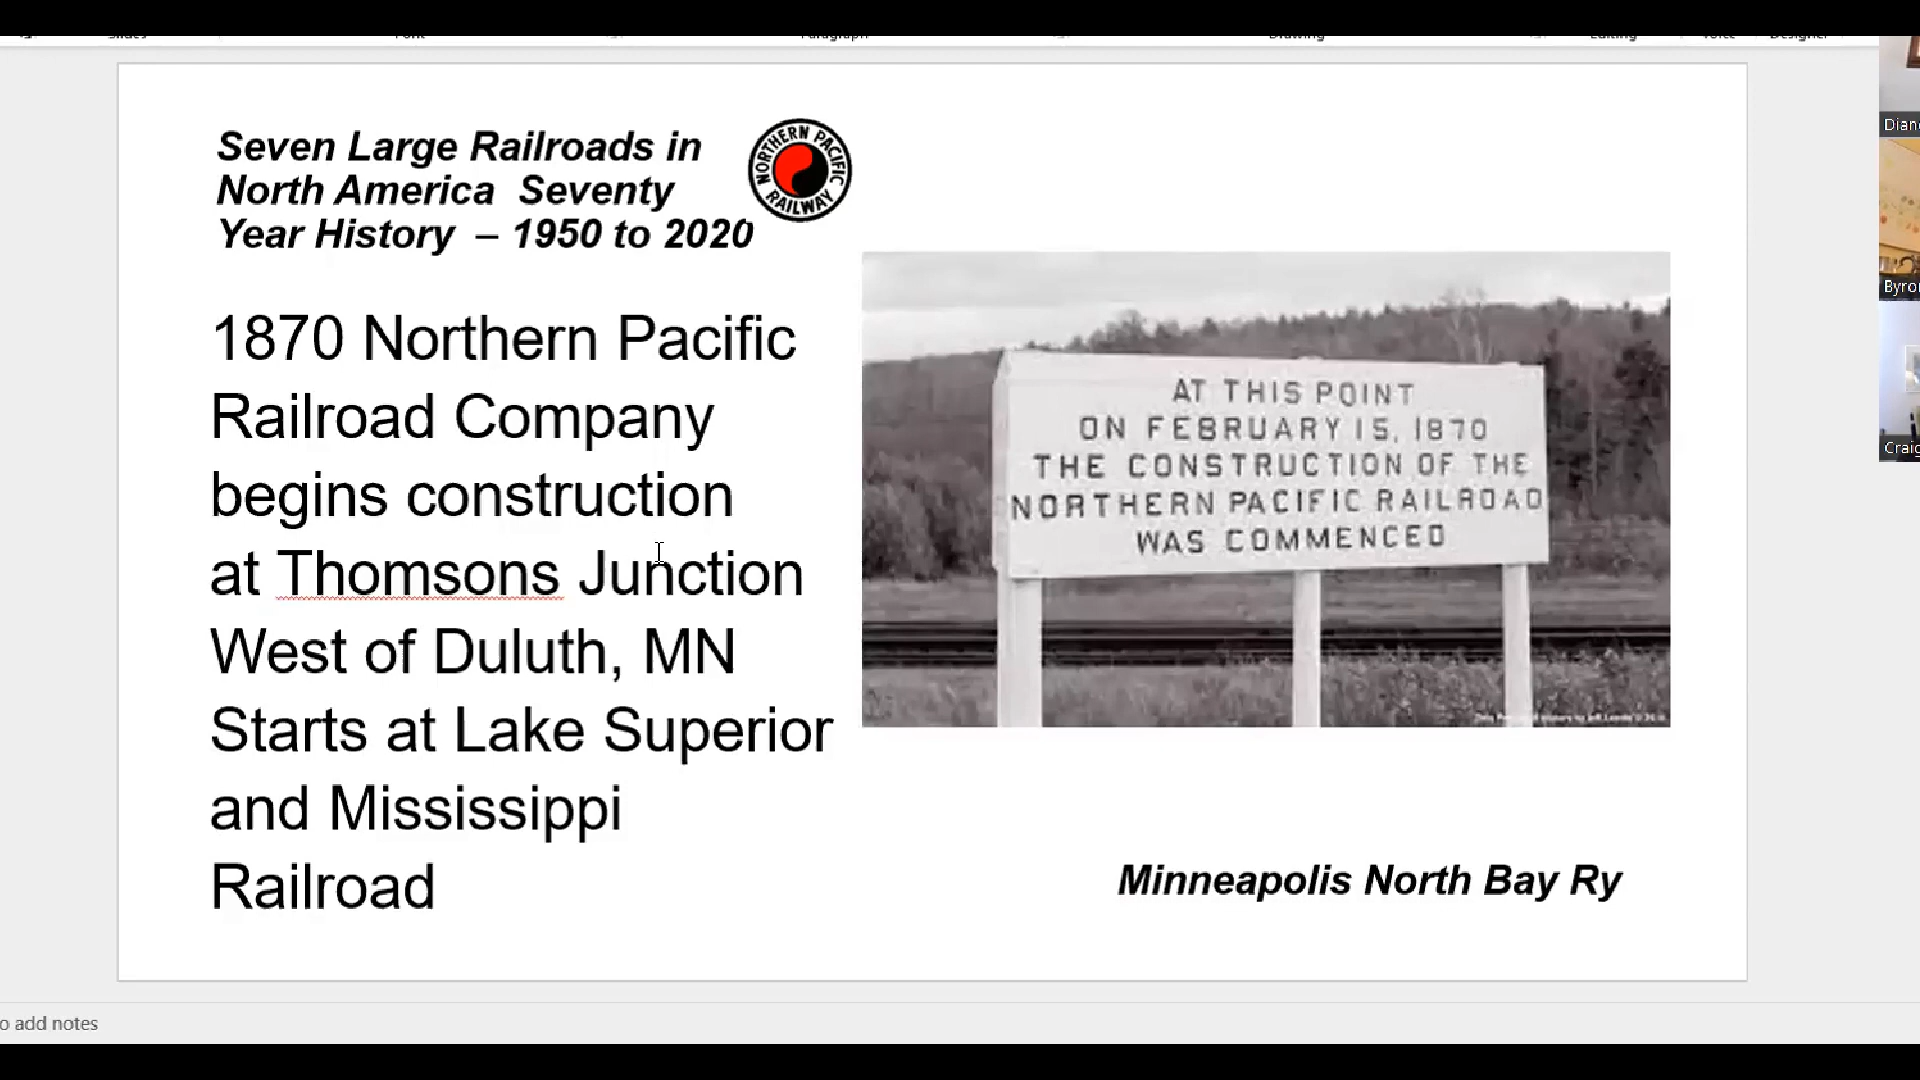 Seven Large Railroads in
North America Seventy
Year History – 1950 to 2020
NORTHERN PACIFIC
RAILWAY
1870 Northern Pacific
Railroad Company
begins construction
at Thomsons Junction
West of Duluth, MN
Starts at Lake Superior
and Mississippi
Railroad
AT THIS POINT
ON FEBRUARY 15, 1870
THE CONSTRUCTION OF THE
NORTHERN PACIFIC RAILROAD
WAS COMMENCED
Minneapolis North Bay Ry
o add notes
Dian
Byro
Craig